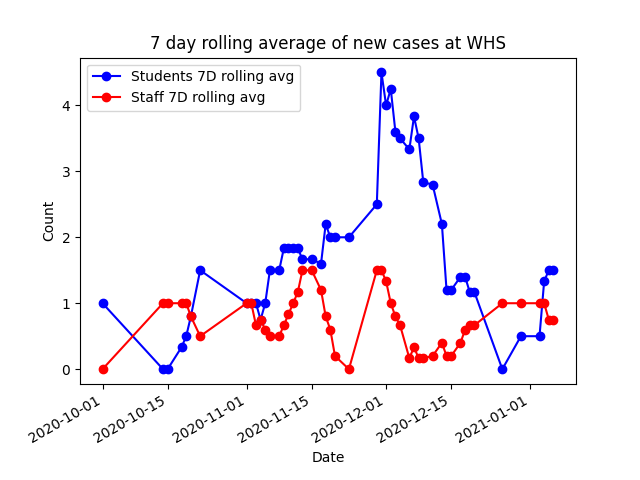 7 day rolling average of new cases at WHS
Students 7D rolling avg
Staff 7D rolling avg
4
3
2
1
0
Count
2020-10-01
2020-10-15
2020-11-01
2020-11-15
2020-12-01
2020-12-15
2021-01-01
Date